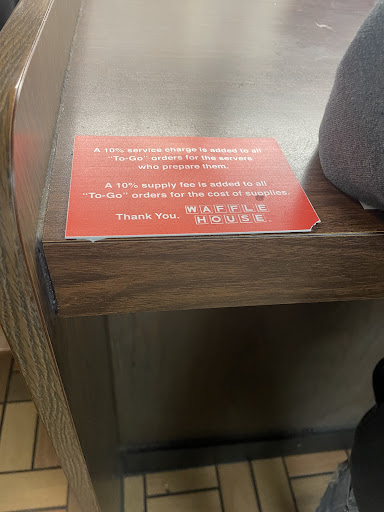 A 10% service charge is added to all
"To-Go" orders for the servers
who prepare them.
A 10% supply fee is added to all
"To-Go" orders for the cost of supplies.
Thank You. WAFFLE
HOUSE